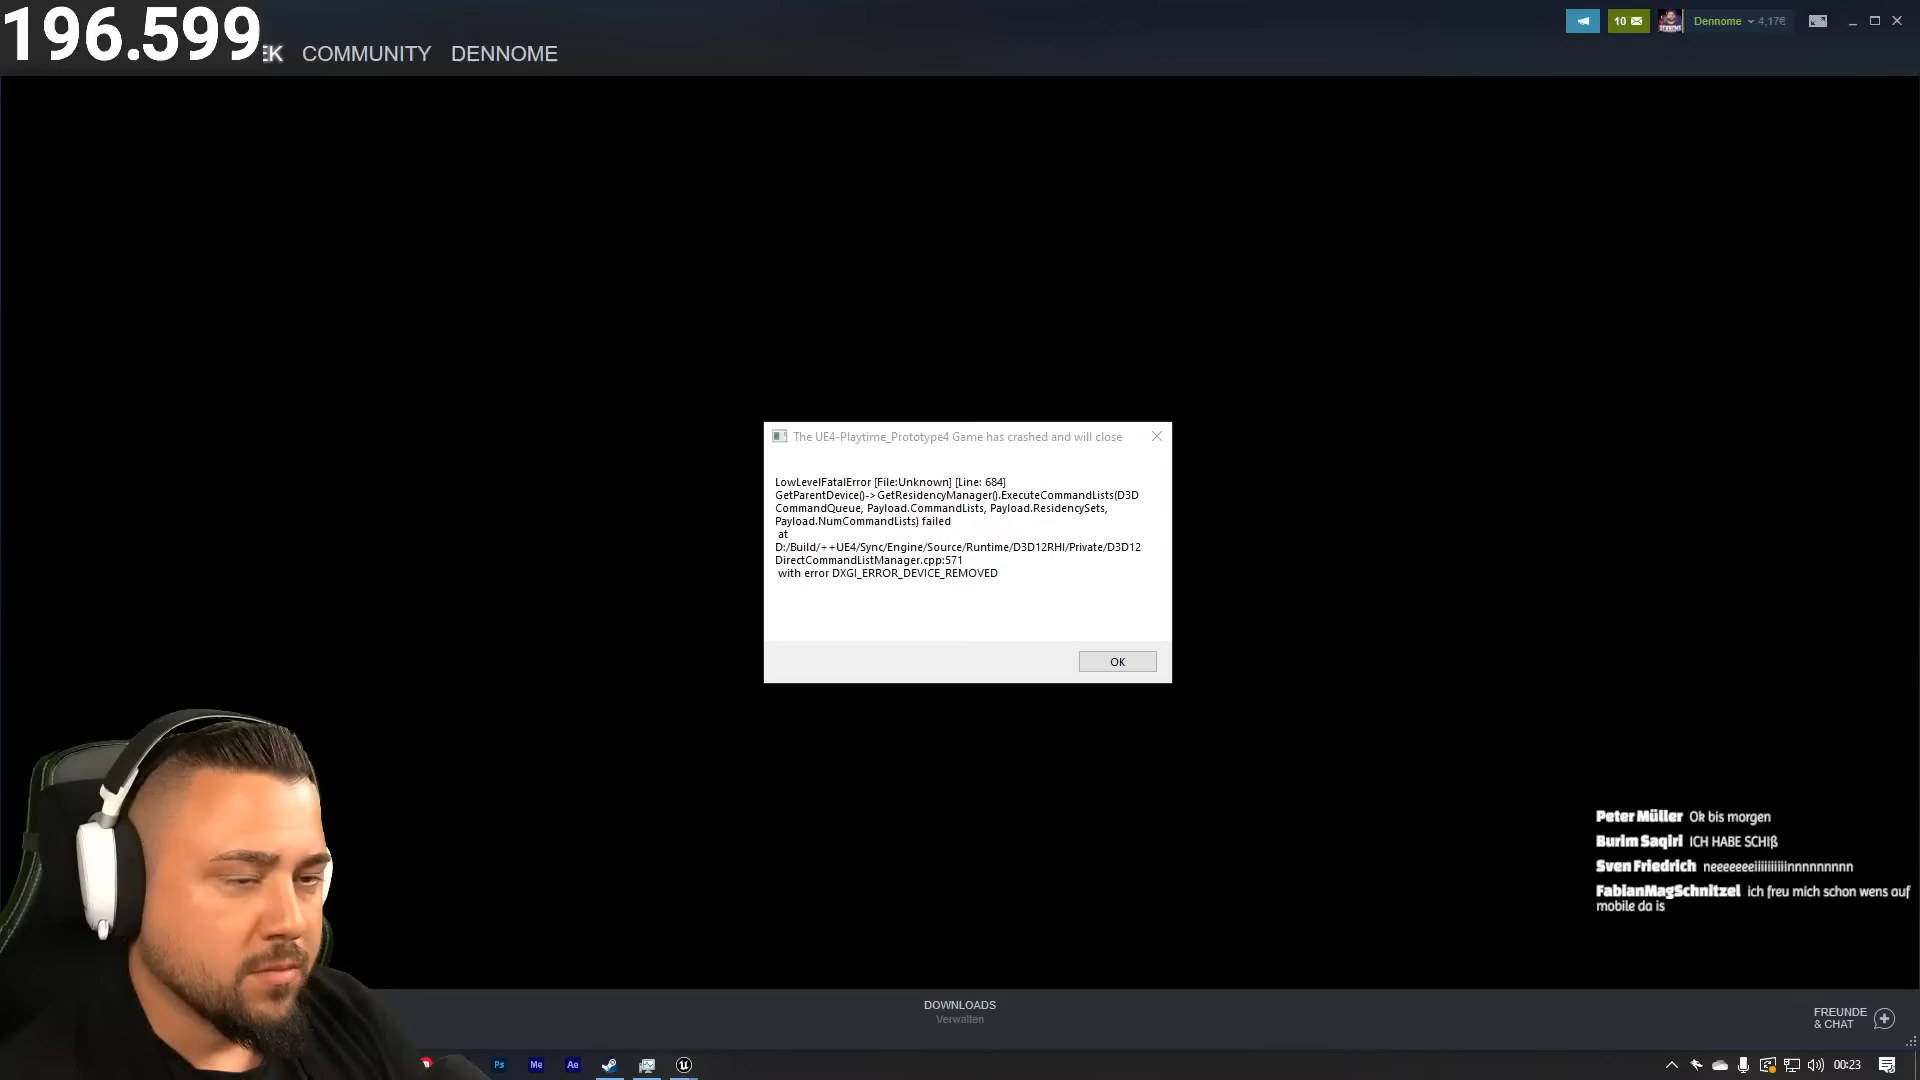 196.599
EK COMMUNITY DENNOME
10
Dennome 4,17€
The UE4-Playtime_Prototype4 Game has crashed and will close
LowLevelFatalError [File:Unknown] [Line: 684]
GetParentDevice()->GetResidencyManager().ExecuteCommandLists(D3D
CommandQueue, Payload.CommandLists, Payload.ResidencySets,
Payload.NumCommandLists) failed
at
D:/Build/++UE4/Sync/Engine/Source/Runtime/D3D12RHI/Private/D3D12
DirectCommandListManager.cpp:571
with error DXGI_ERROR_DEVICE_REMOVED
OK
Peter Müller Ok bis morgen
Burim Saqiri ICH HABE SCHIß
Sven Friedrich neeeeeeeiiiiiiiiiinnnnnnnnn
FabianMagSchnitzel ich freu mich schon wens auf
mobile da is
DOWNLOADS
Verwalten
FREUNDE
& CHAT
Ps Me Ae
00:23